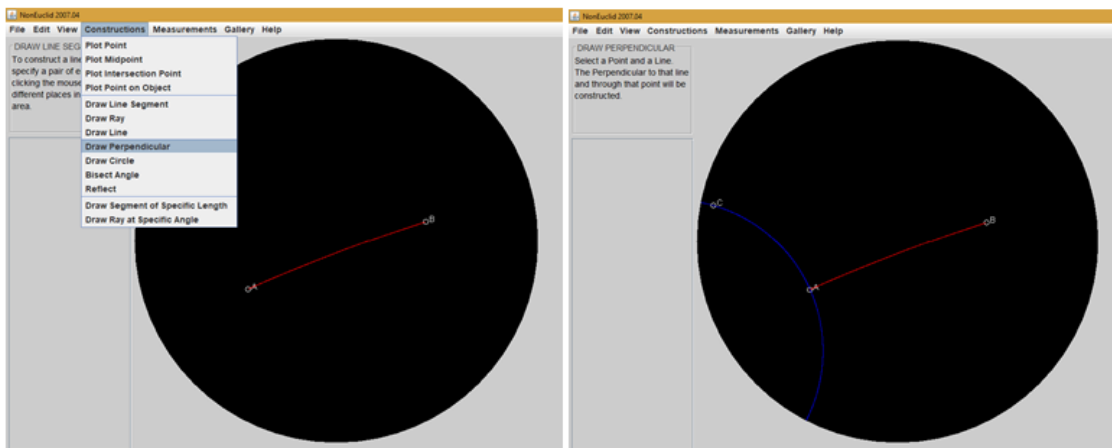 NonEuclid 2007.04
File Edit View Constructions Measurements Gallery Help
DRAW LINE SEG
To construct a line
specify a pair of e
clicking the mouse
different places in
area.
Plot Point
Plot Midpoint
Plot Intersection Point
Plot Point on Object
Draw Line Segment
Draw Ray
Draw Line
Draw Perpendicular
Draw Circle
Bisect Angle
Reflect
Draw Segment of Specific Length
Draw Ray at Specific Angle
B
A
NonEuclid 2007.04
File Edit View Constructions Measurements Gallery Help
DRAW PERPENDICULAR
Select a Point and a Line.
The Perpendicular to that line
and through that point will be
constructed.
C
B
A